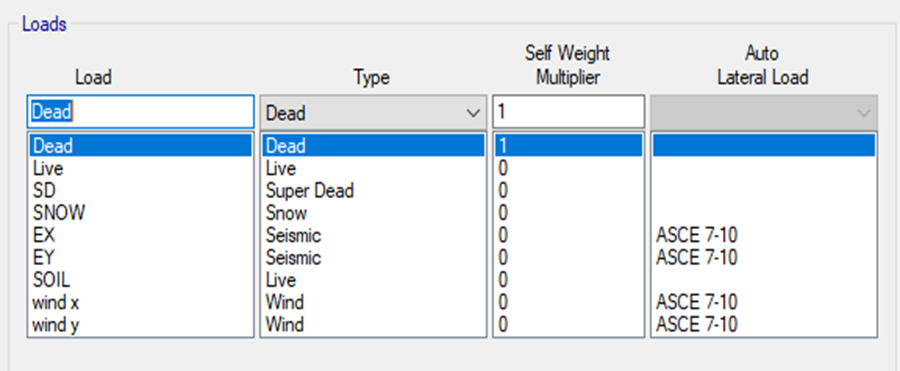 Loads
Self Weight Auto
Load Type Multiplier Lateral Load
Dead Dead 1
Dead Dead 1
Live Live 0
SD Super Dead 0
SNOW Snow 0
EX Seismic 0 ASCE 7-10
EY Seismic 0 ASCE 7-10
SOIL Live 0
wind x Wind 0 ASCE 7-10
wind y Wind 0 ASCE 7-10